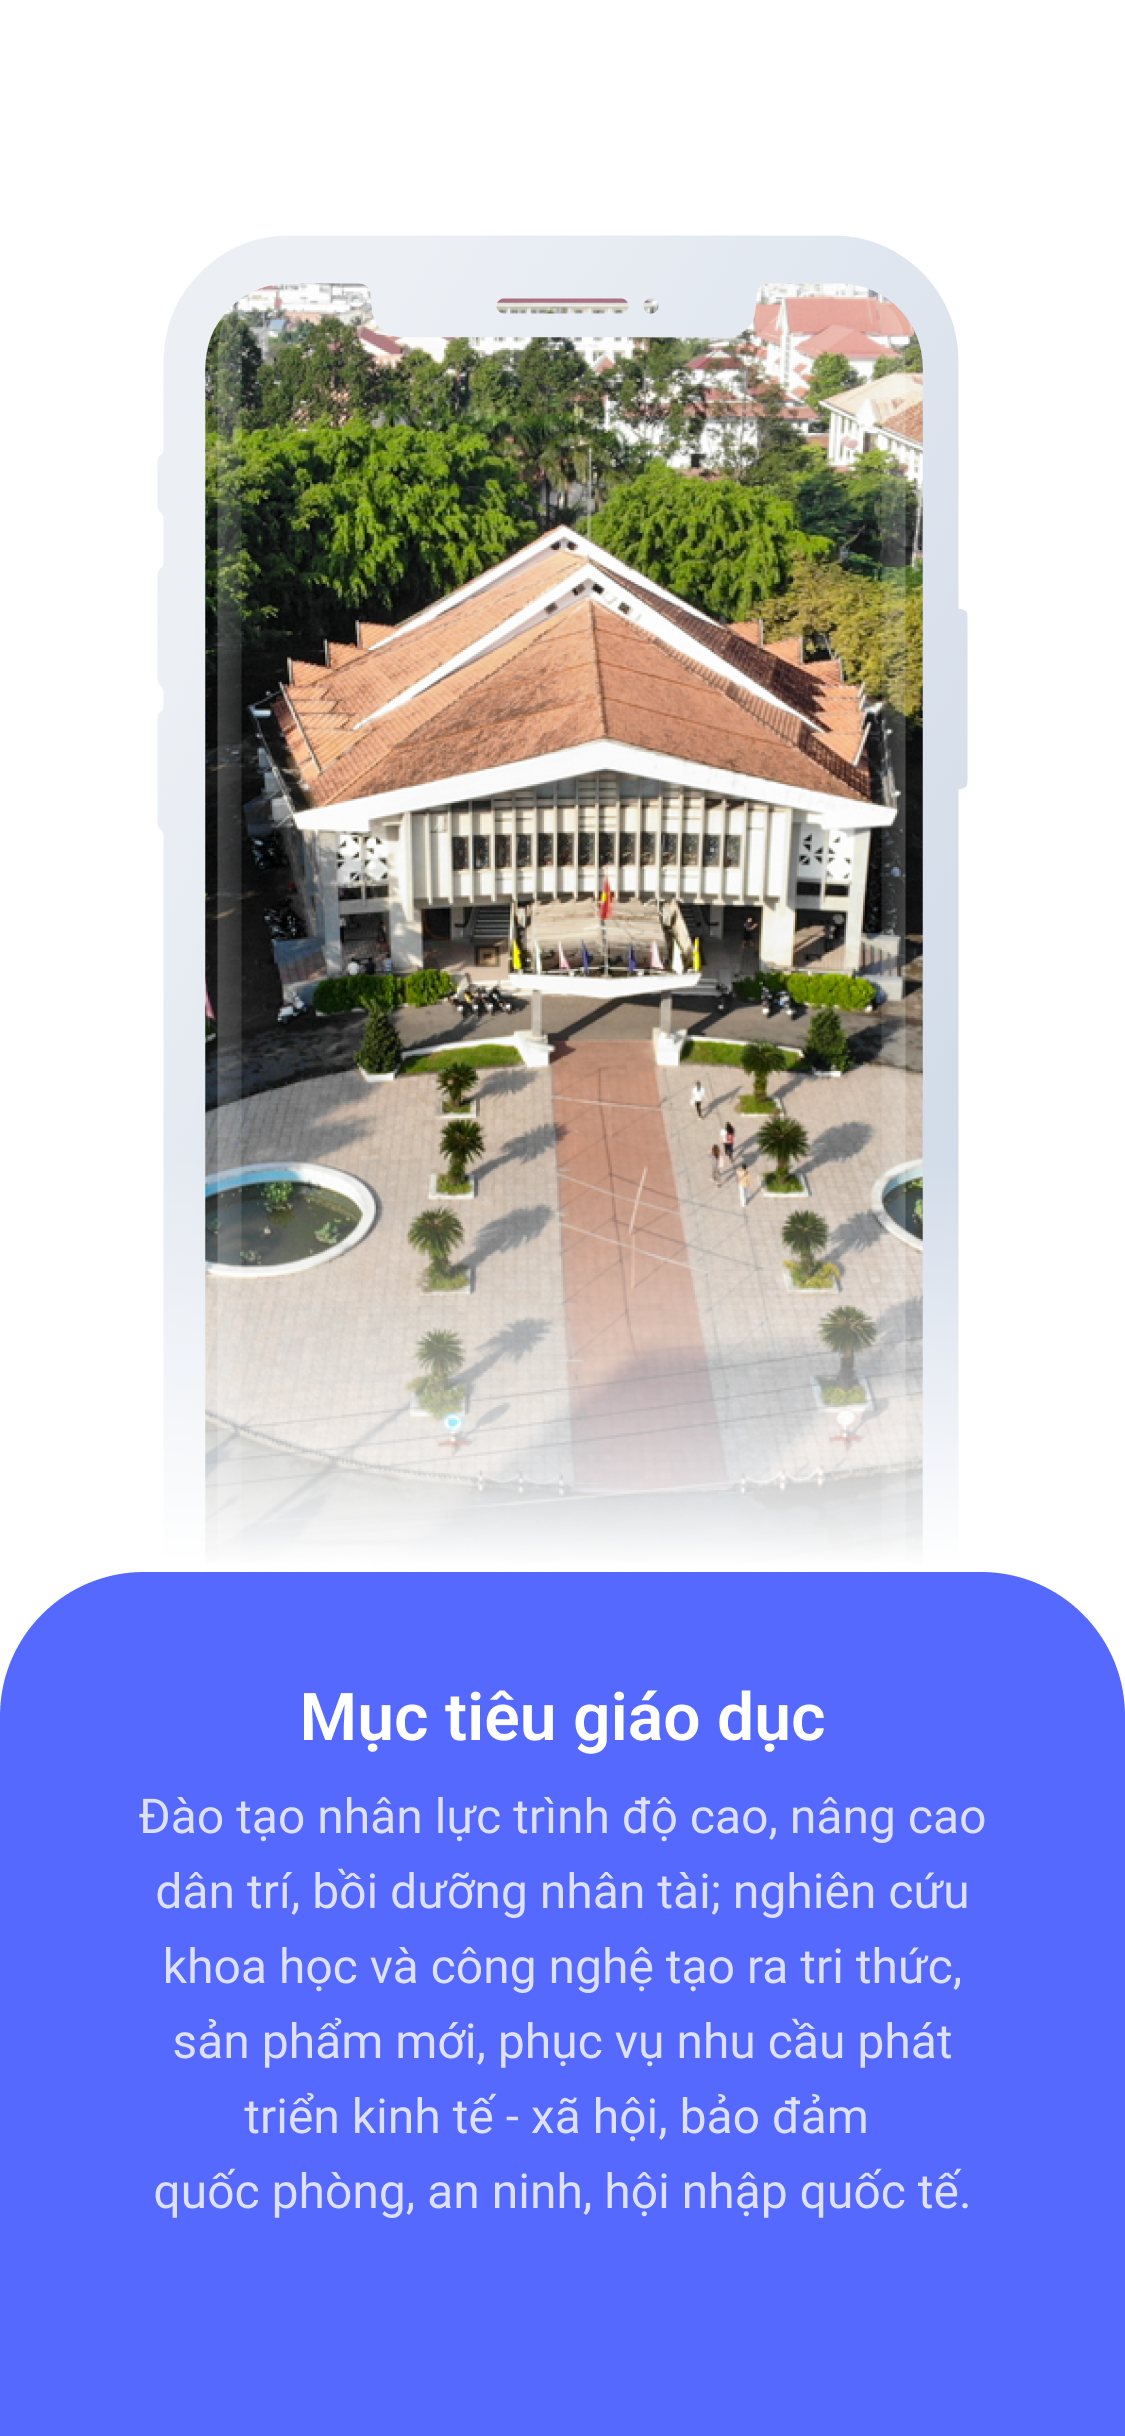 Mục tiêu giáo dục
Đào tạo nhân lực trình độ cao, nâng cao
dân trí, bồi dưỡng nhân tài; nghiên cứu
khoa học và công nghệ tạo ra tri thức,
sản phẩm mới, phục vụ nhu cầu phát
triển kinh tế - xã hội, bảo đảm
quốc phòng, an ninh, hội nhập quốc tế.